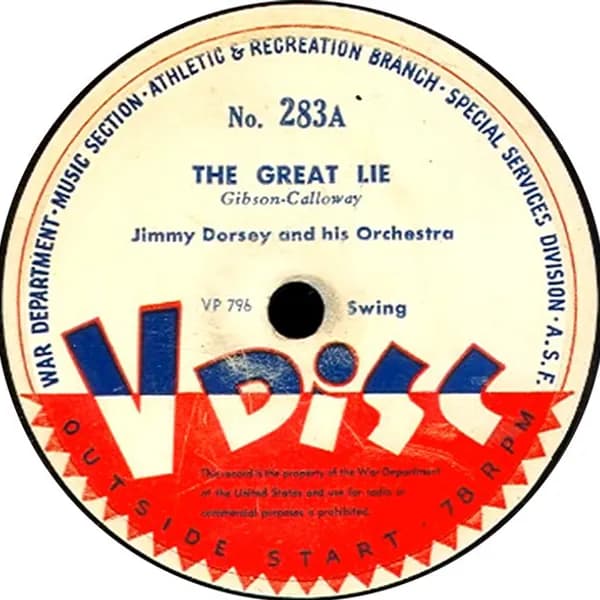 WAR DEPARTMENT · MUSIC SECTION · ATHLETIC & RECREATION BRANCH · SPECIAL SERVICES DIVISION · A.S.F.
No. 283A
THE GREAT LIE
Gibson-Calloway
Jimmy Dorsey and his Orchestra
VP 796 Swing
V DISC
This record is the property of the War Department
of the United States and use for radio or
commercial purposes is prohibited.
OUTSIDE START · 78 RPM